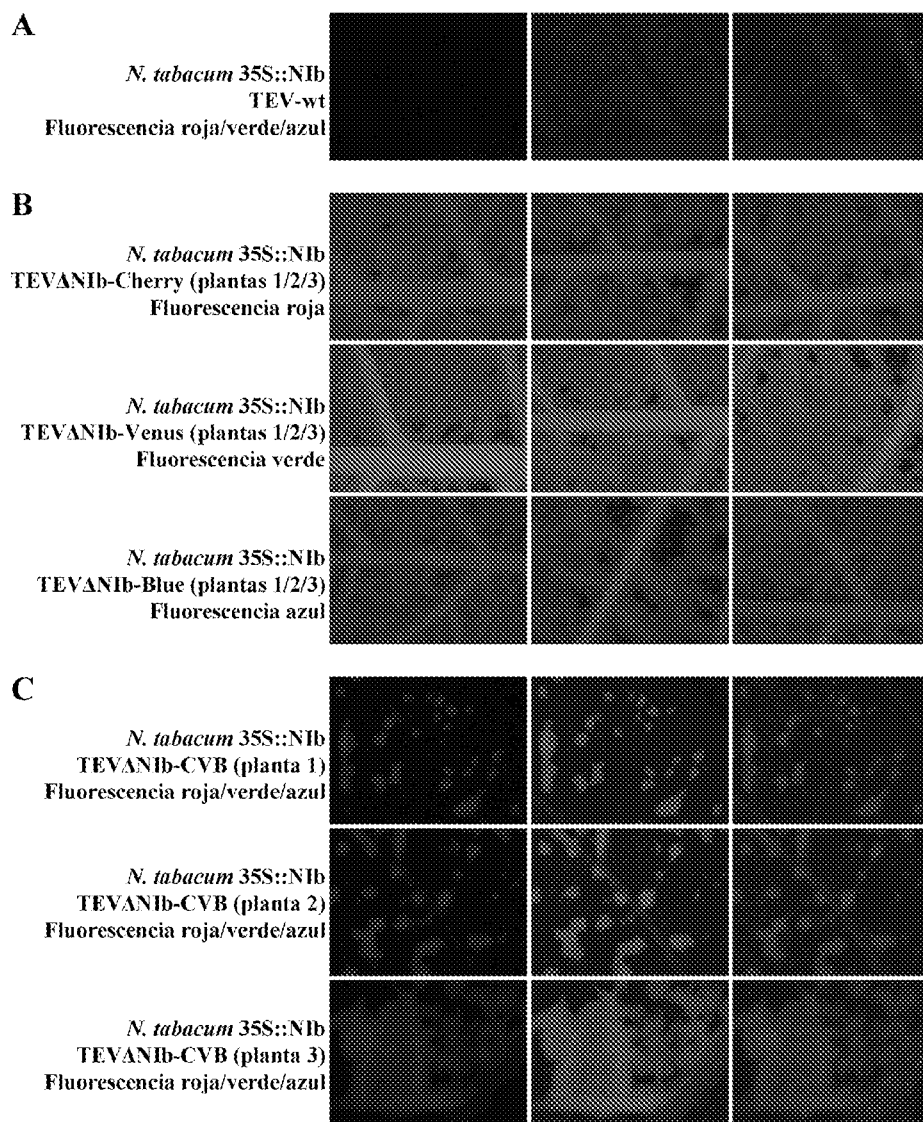 A
N. tabacum 35S::NIb
TEV-wt
Fluorescencia roja/verde/azul
B
N. tabacum 35S::NIb
TEVΔNIb-Cherry (plantas 1/2/3)
Fluorescencia roja
N. tabacum 35S::NIb
TEVΔNIb-Venus (plantas 1/2/3)
Fluorescencia verde
N. tabacum 35S::NIb
TEVΔNIb-Blue (plantas 1/2/3)
Fluorescencia azul
C
N. tabacum 35S::NIb
TEVΔNIb-CVB (planta 1)
Fluorescencia roja/verde/azul
N. tabacum 35S::NIb
TEVΔNIb-CVB (planta 2)
Fluorescencia roja/verde/azul
N. tabacum 35S::NIb
TEVΔNIb-CVB (planta 3)
Fluorescencia roja/verde/azul